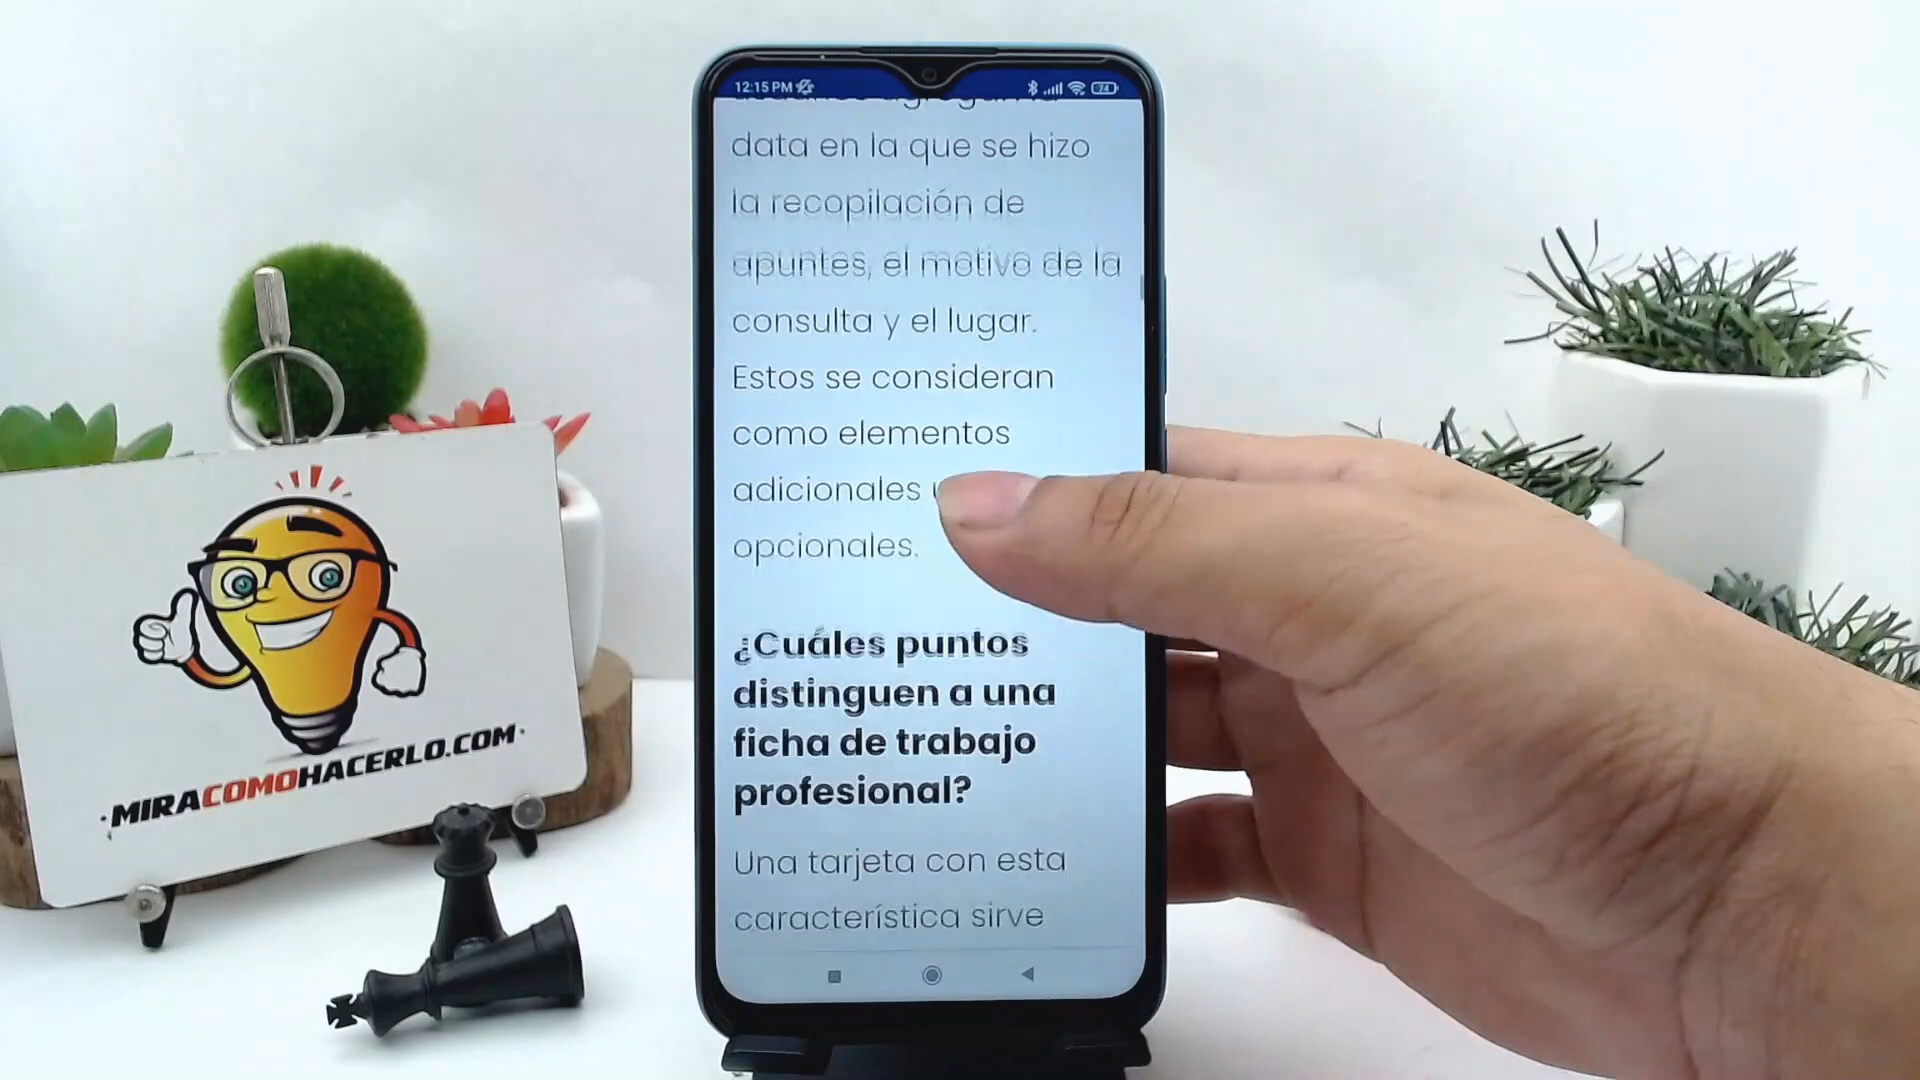 12:15 PM
74
data en la que se hizo
la recopilación de
apuntes, el motivo de la
consulta y el lugar.
Estos se consideran
como elementos
adicionales
opcionales.
¿Cuáles puntos
distinguen a una
ficha de trabajo
profesional?
Una tarjeta con esta
característica sirve
·MIRACOMOHACERLO.COM·